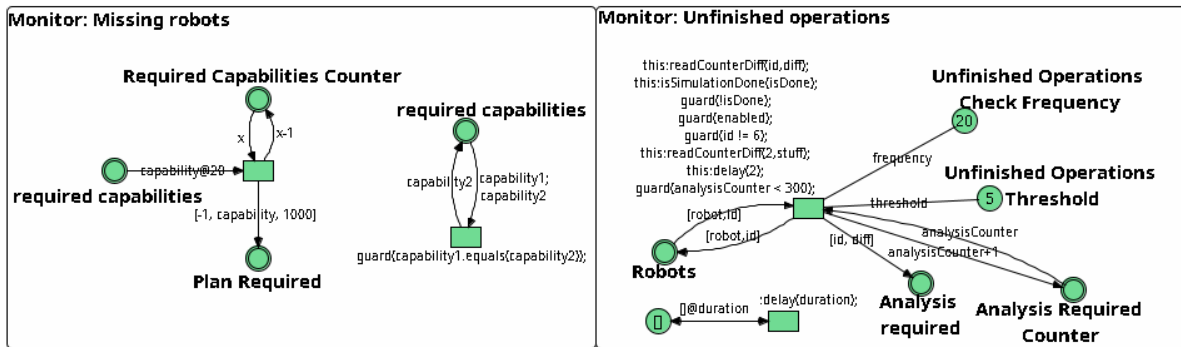 Monitor: Missing robots
Required Capabilities Counter
x
x-1
capability@20
required capabilities
[-1, capability, 1000]
Plan Required
required capabilities
capability2
capability1;
capability2
guard(capability1.equals(capability2));
Monitor: Unfinished operations
this:readCounterDiff(id,diff);
this:isSimulationDone(isDone);
guard(!isDone);
guard(enabled);
guard(id != 6);
this:readCounterDiff(2,stuff);
this:delay(2);
guard(analysisCounter < 300);
Unfinished Operations
Check Frequency
20
frequency
Unfinished Operations
Threshold
5
threshold
[robot,id]
[robot,id]
Robots
[id, diff]
analysisCounter
analysisCounter+1
Analysis
required
Analysis Required
Counter
[]
[]@duration
:delay(duration);